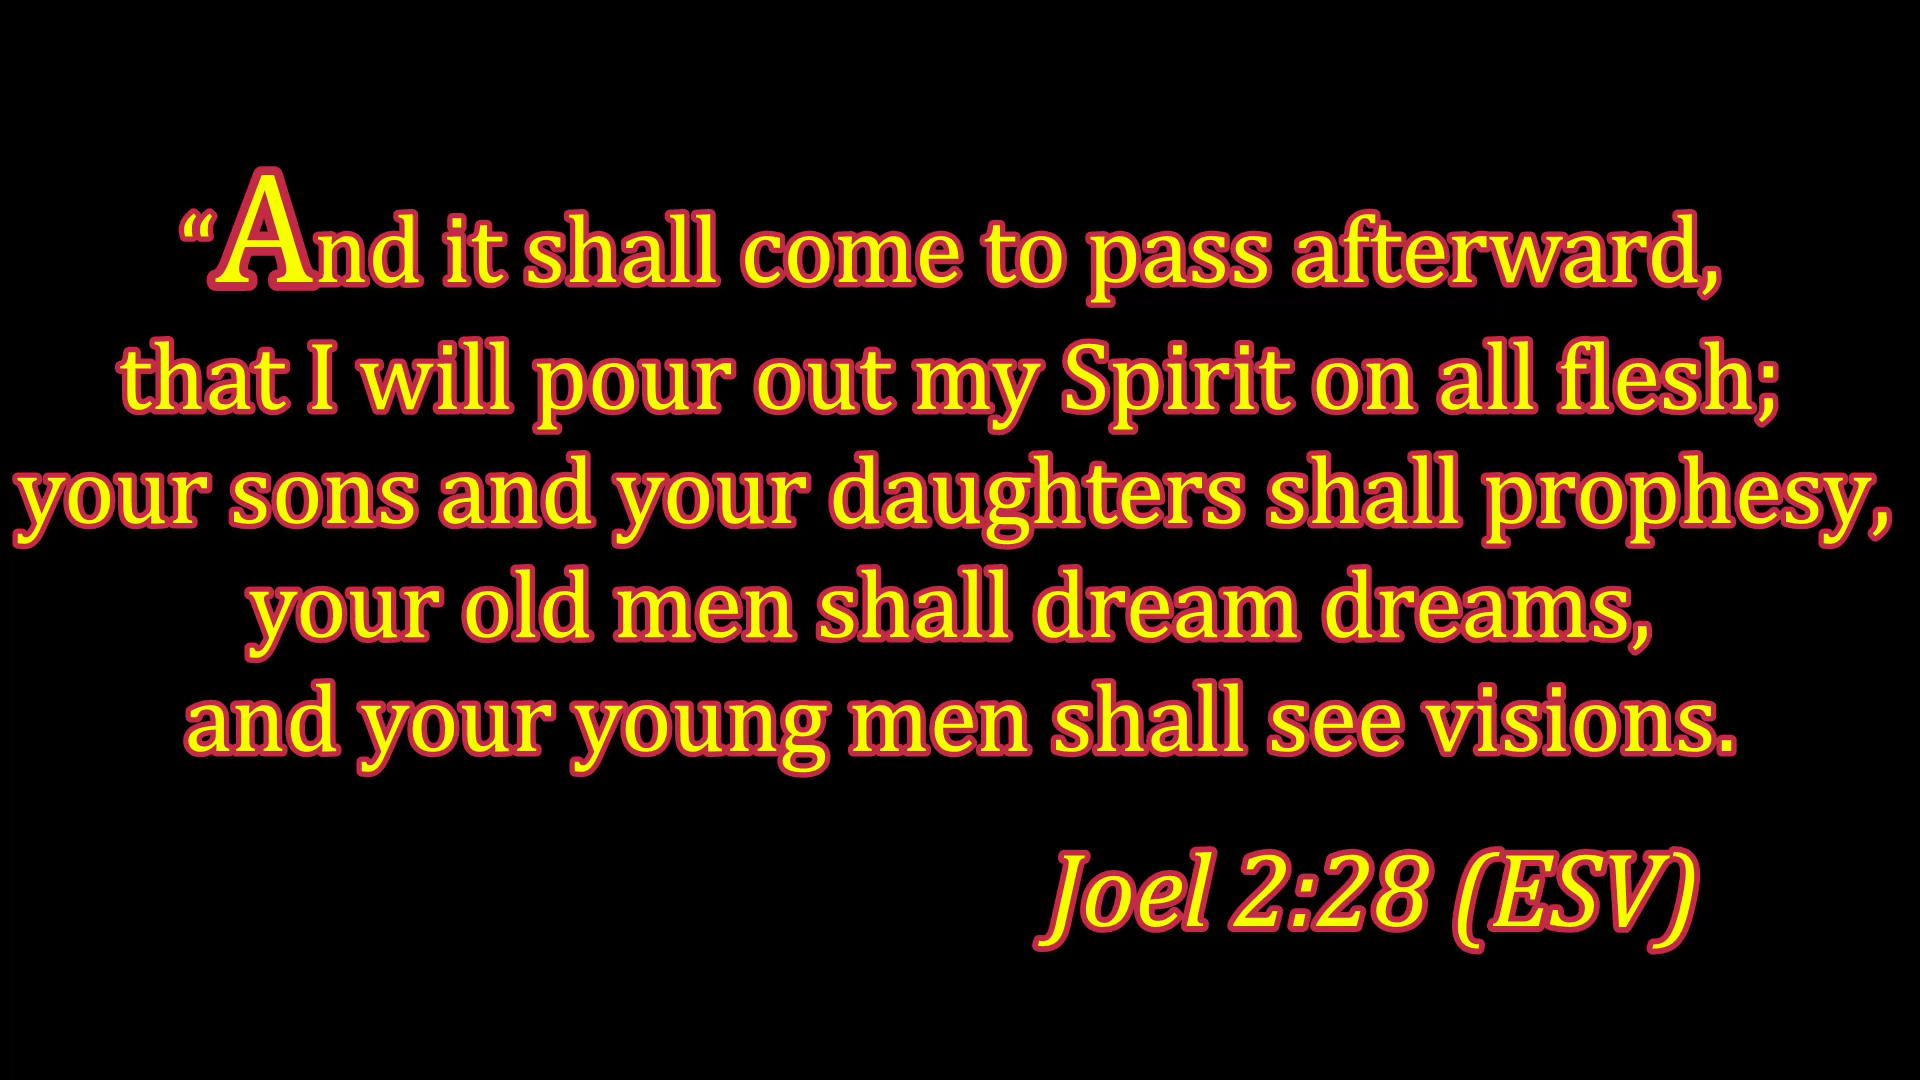 “And it shall come to pass afterward,
that I will pour out my Spirit on all flesh;
your sons and your daughters shall prophesy,
your old men shall dream dreams,
and your young men shall see visions.
Joel 2:28 (ESV)